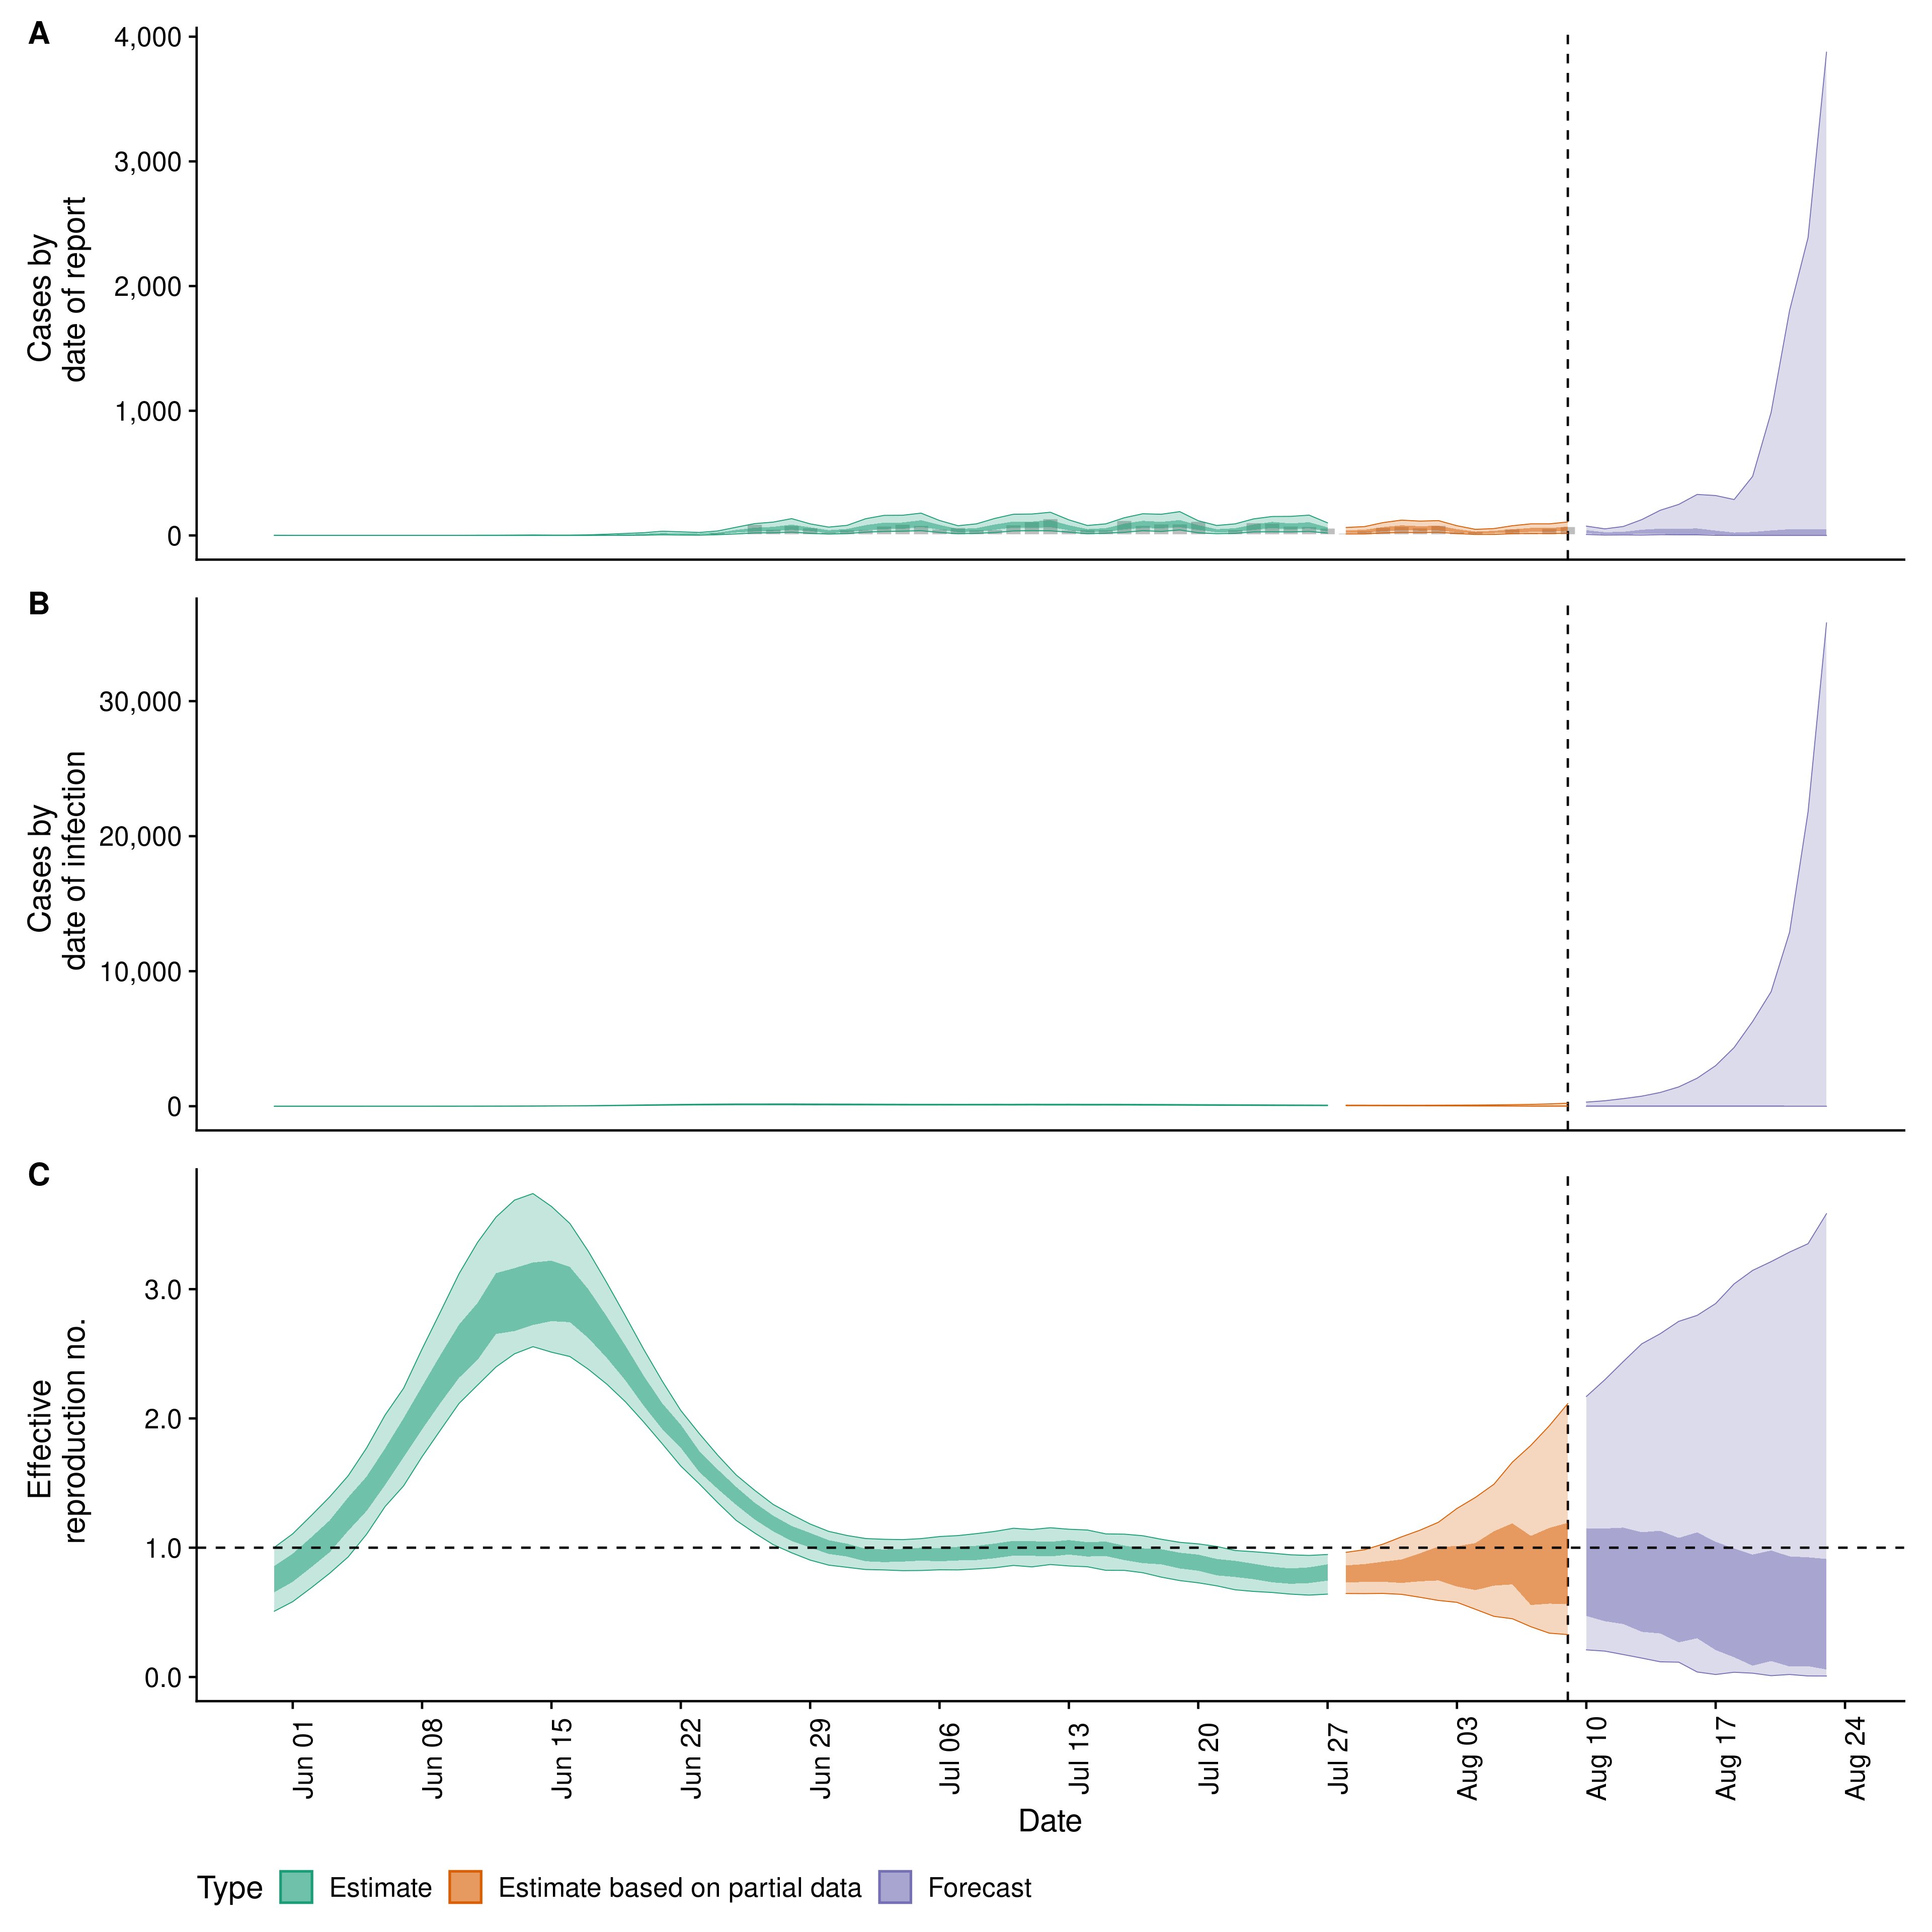 A
4,000
3,000
2,000
1,000
0
Cases by
date of report
B
30,000
20,000
10,000
0
Cases by
date of infection
C
3.0
2.0
1.0
0.0
Effective
reproduction no.
Jun 01
Jun 08
Jun 15
Jun 22
Jun 29
Jul 06
Jul 13
Jul 20
Jul 27
Aug 03
Aug 10
Aug 17
Aug 24
Date
Type Estimate Estimate based on partial data Forecast